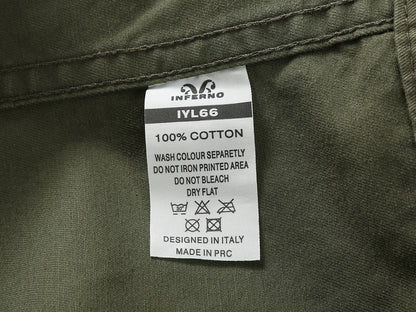 INFERNO
IYL66
100% COTTON
WASH COLOUR SEPARETLY
DO NOT IRON PRINTED AREA
DO NOT BLEACH
DRY FLAT
DESIGNED IN ITALY
MADE IN PRC